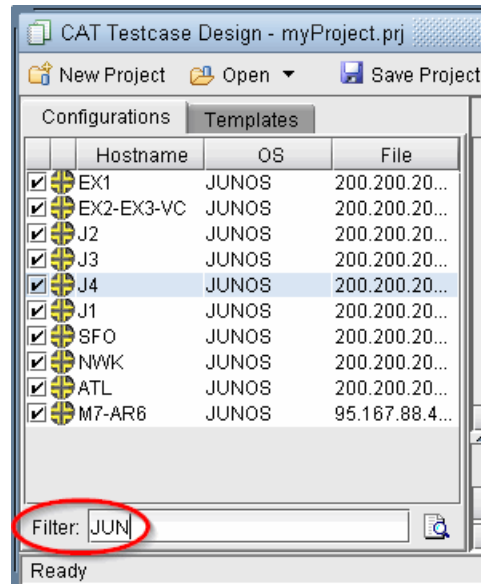 CAT Testcase Design - myProject.prj
New Project Open Save Project
Configurations Templates
Hostname OS File
EX1 JUNOS 200.200.20...
EX2-EX3-VC JUNOS 200.200.20...
J2 JUNOS 200.200.20...
J3 JUNOS 200.200.20...
J4 JUNOS 200.200.20...
J1 JUNOS 200.200.20...
SFO JUNOS 200.200.20...
NWK JUNOS 200.200.20...
ATL JUNOS 200.200.20...
M7-AR6 JUNOS 95.167.88.4...
Filter: JUN
Ready